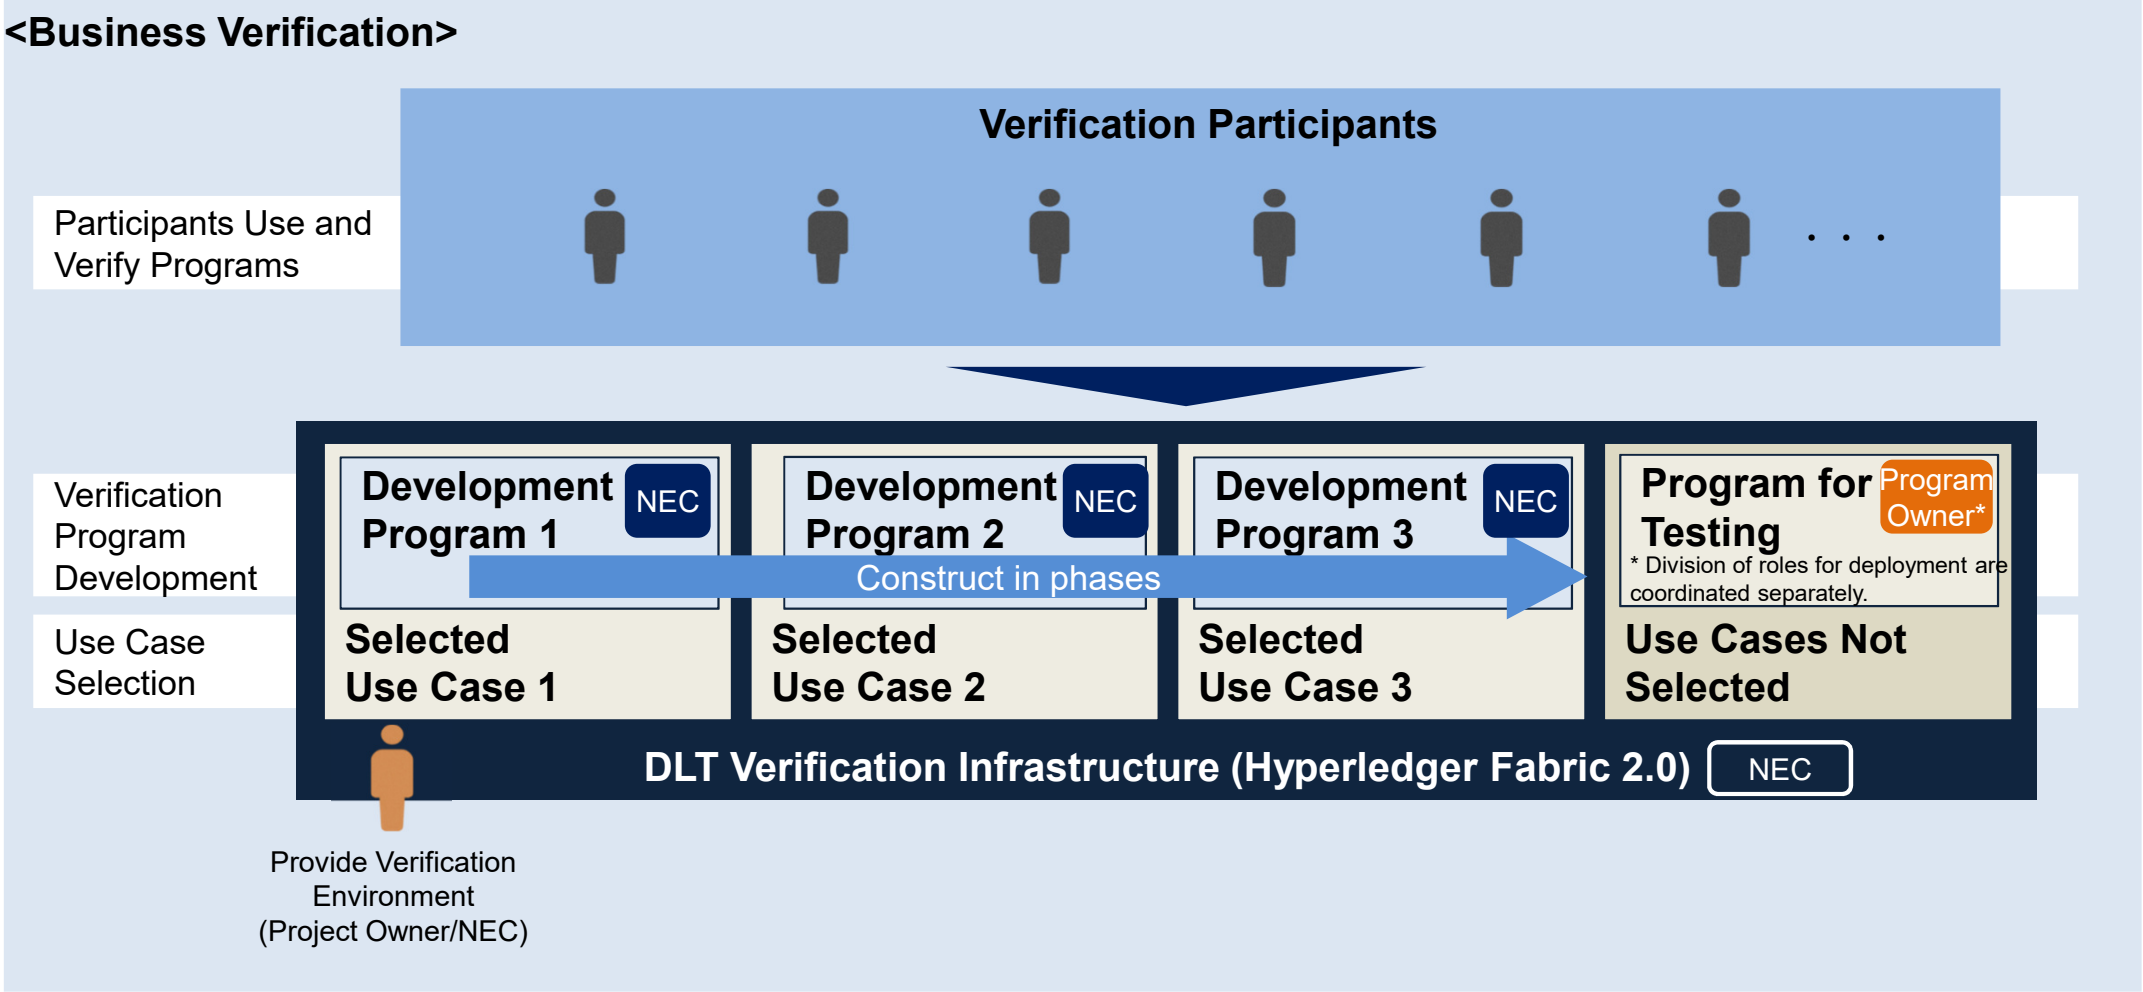 <Business Verification>
Verification Participants
Participants Use and
Verify Programs
. . .
Verification
Program
Development
Development
Program 1
NEC
Development
Program 2
NEC
Development
Program 3
NEC
Program for
Testing
Program
Owner*
* Division of roles for deployment are
coordinated separately.
Construct in phases
Use Case
Selection
Selected
Use Case 1
Selected
Use Case 2
Selected
Use Case 3
Use Cases Not
Selected
DLT Verification Infrastructure (Hyperledger Fabric 2.0)
NEC
Provide Verification
Environment
(Project Owner/NEC)